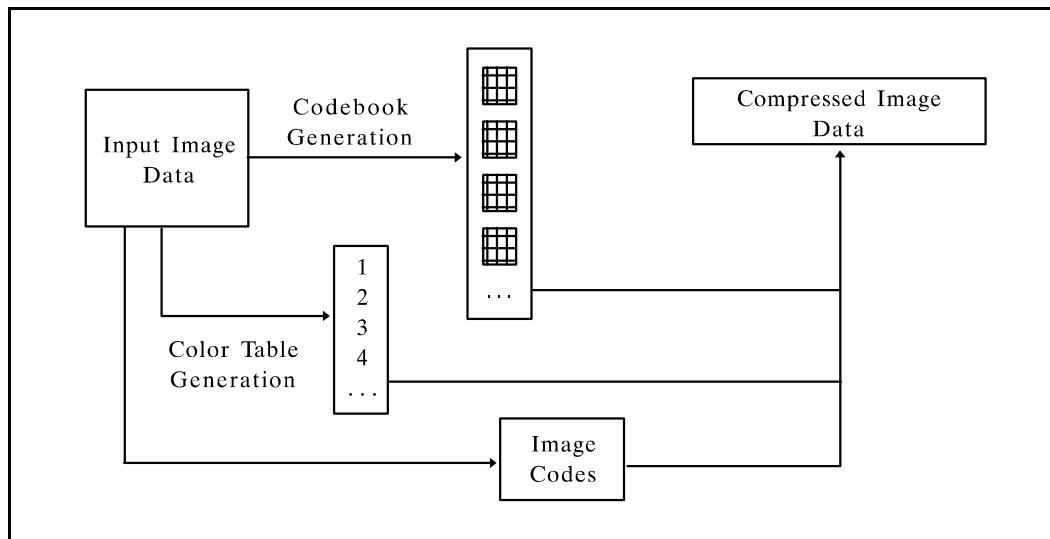 Input Image
Data
Codebook
Generation
...
Compressed Image
Data
1
2
3
4
...
Color Table
Generation
Image
Codes